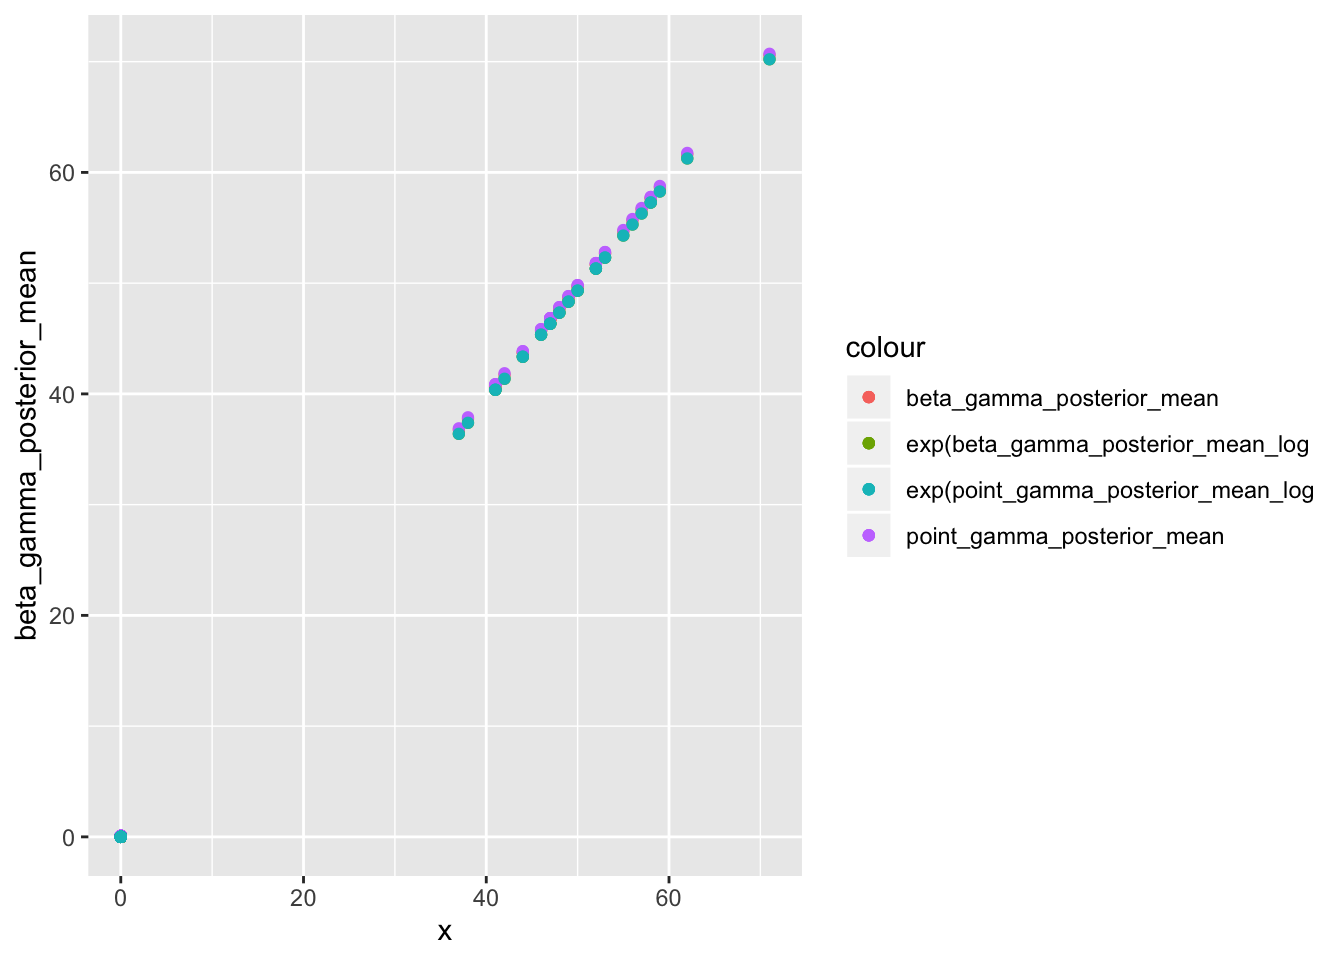 beta_gamma_posterior_mean
60
40
20
0
0 20 40 60
x
colour
beta_gamma_posterior_mean
exp(beta_gamma_posterior_mean_log
exp(point_gamma_posterior_mean_log
point_gamma_posterior_mean